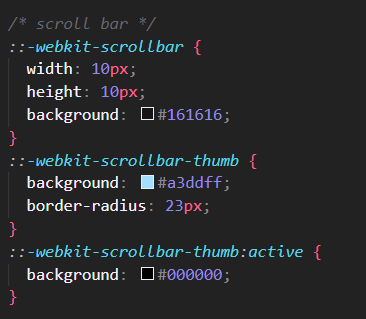 /* scroll bar */
::-webkit-scrollbar {
  width: 10px;
  height: 10px;
  background: #161616;
}
::-webkit-scrollbar-thumb {
  background: #a3ddff;
  border-radius: 23px;
}
::-webkit-scrollbar-thumb:active {
  background: #000000;
}